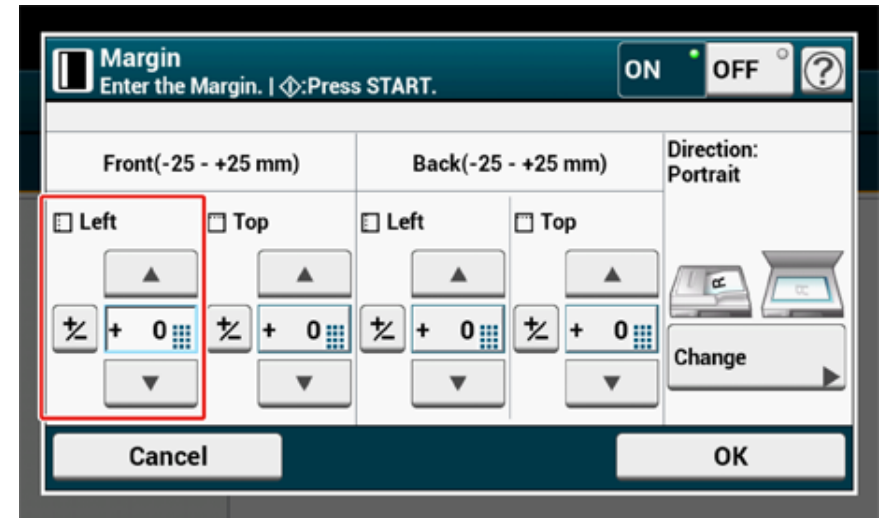 Margin
Enter the Margin. | :Press START.
ON
OFF
?
Front(-25 - +25 mm)
Back(-25 - +25 mm)
Direction:
Portrait
Left
Top
Left
Top
+/- + 0
+/- + 0
+/- + 0
+/- + 0
Change
Cancel
OK